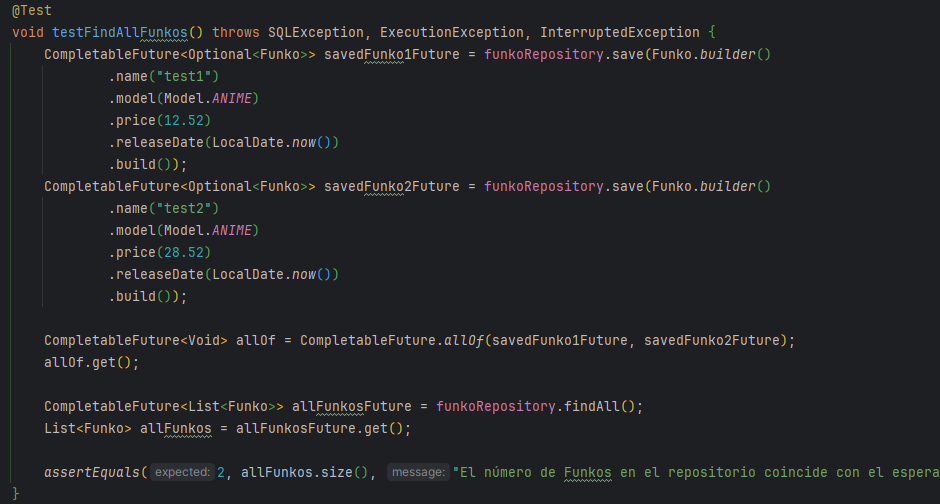 @Test
void testFindAllFunkos() throws SQLException, ExecutionException, InterruptedException {
    CompletableFuture<Optional<Funko>> savedFunko1Future = funkoRepository.save(Funko.builder()
            .name("test1")
            .model(Model.ANIME)
            .price(12.52)
            .releaseDate(LocalDate.now())
            .build());
    CompletableFuture<Optional<Funko>> savedFunko2Future = funkoRepository.save(Funko.builder()
            .name("test2")
            .model(Model.ANIME)
            .price(28.52)
            .releaseDate(LocalDate.now())
            .build());
    CompletableFuture<Void> allOf = CompletableFuture.allOf(savedFunko1Future, savedFunko2Future);
    allOf.get();
    CompletableFuture<List<Funko>> allFunkosFuture = funkoRepository.findAll();
    List<Funko> allFunkos = allFunkosFuture.get();
    assertEquals( expected: 2, allFunkos.size(), message: "El número de Funkos en el repositorio coincide con el espera
}